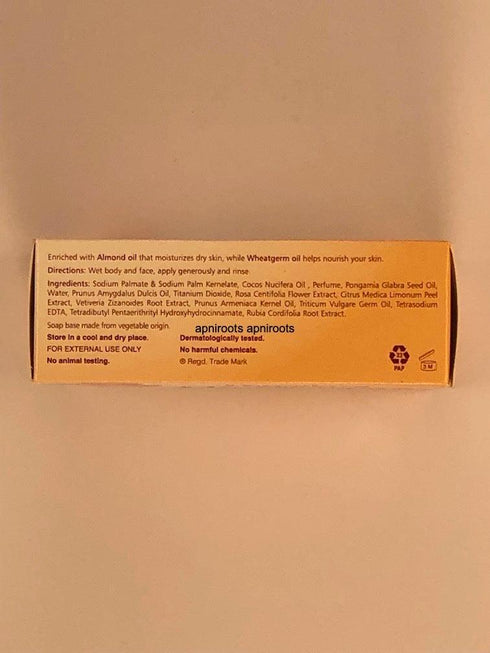 Enriched with Almond oil that moisturizes dry skin, while Wheatgerm oil helps nourish your skin.
Directions: Wet body and face, apply generously and rinse
Ingredients: Sodium Palmate & Sodium Palm Kernelate, Cocos Nucifera Oil , Perfume, Pongamia Glabra Seed Oil,
Water, Prunus Amygdalus Dulcis Oil, Titanium Dioxide, Rosa Centifolia Flower Extract, Citrus Medica Limonum Peel
Extract, Vetiveria Zizanoides Root Extract, Prunus Armeniaca Kernel Oil, Triticum Vulgare Germ Oil, Tetrasodium
EDTA, Tetradibutyl Pentaerithrityl Hydroxyhydrocinnamate, Rubia Cordifolia Root Extract.
Soap base made from vegetable origin.
apniroots apniroots
Store in a cool and dry place.
FOR EXTERNAL USE ONLY
No animal testing.
Dermatologically tested.
No harmful chemicals.
® Regd. Trade Mark
PAP
3 M